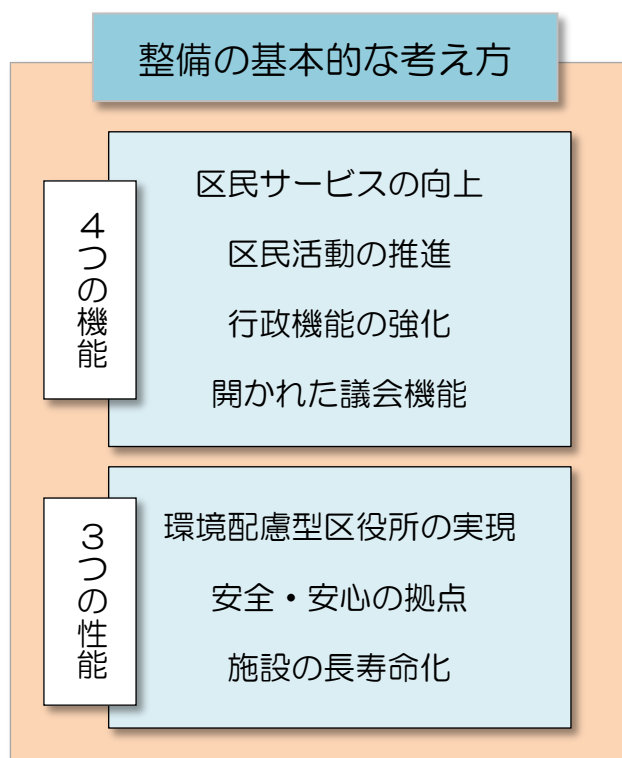 整備の基本的な考え方
４つの機能
区民サービスの向上
区民活動の推進
行政機能の強化
開かれた議会機能
３つの性能
環境配慮型区役所の実現
安全・安心の拠点
施設の長寿命化